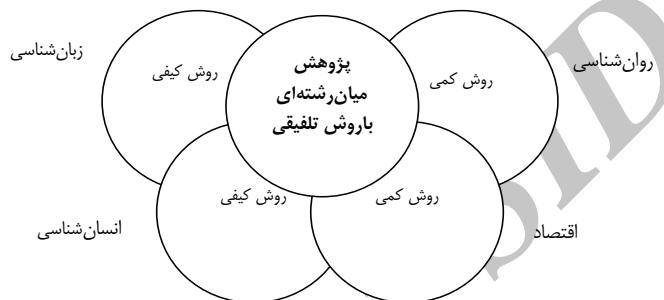 روان‌شناسی
روش کمی
پژوهش
میان‌رشته‌ای
باروش تلفیقی
روش کیفی
زبان‌شناسی
اقتصاد
روش کمی
روش کیفی
انسان‌شناسی